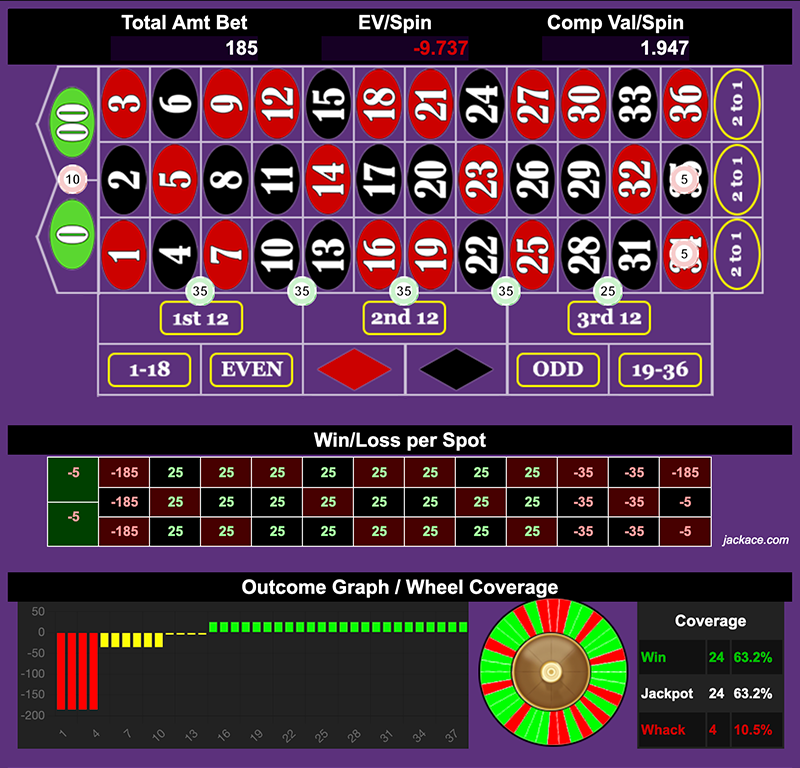 Total Amt Bet EV/Spin Comp Val/Spin
185 -9.737 1.947
00 3 6 9 12 15 18 21 24 27 30 33 36 2 to 1
10 2 5 8 11 14 17 20 23 26 29 32 5 2 to 1
0 1 4 7 10 13 16 19 22 25 28 31 5 2 to 1
35 35 35 35 25
1st 12 2nd 12 3rd 12
1-18 EVEN ODD 19-36
Win/Loss per Spot
-5 -185 25 25 25 25 25 25 25 25 -35 -35 -185
-185 25 25 25 25 25 25 25 25 -35 -35 -5
-5 -185 25 25 25 25 25 25 25 25 -35 -35 -5
jackace.com
Outcome Graph / Wheel Coverage
50
0
-50
-100
-150
-200
1 4 7 10 13 16 19 22 25 28 31 34 37
Coverage
Win 24 63.2%
Jackpot 24 63.2%
Whack 4 10.5%